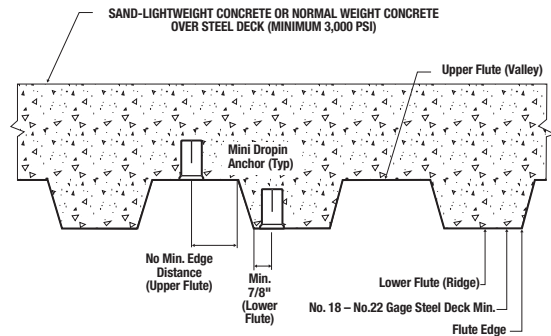 SAND-LIGHTWEIGHT CONCRETE OR NORMAL WEIGHT CONCRETE
OVER STEEL DECK (MINIMUM 3,000 PSI)
Upper Flute (Valley)
Mini Dropin
Anchor (Typ)
No Min. Edge
Distance
(Upper Flute)
Min.
7/8"
(Lower
Flute)
Lower Flute (Ridge)
No. 18 – No.22 Gage Steel Deck Min.
Flute Edge